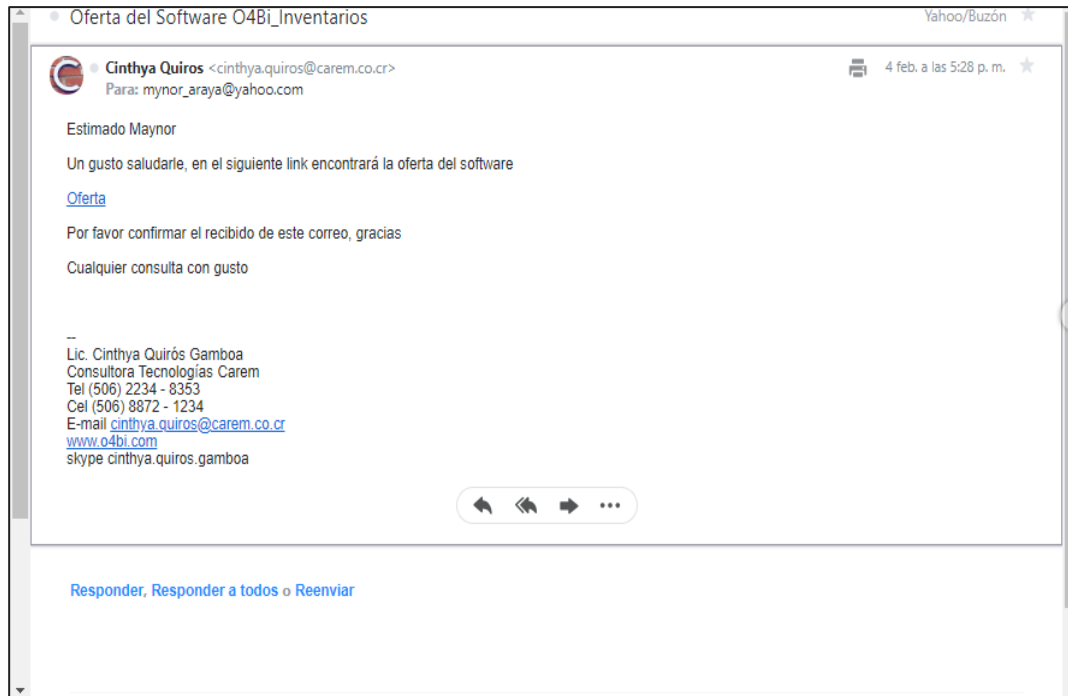 Oferta del Software O4Bi_Inventarios
Yahoo/Buzón
Cinthya Quiros <cinthya.quiros@carem.co.cr>
4 feb. a las 5:28 p. m.
Para: mynor_araya@yahoo.com
Estimado Maynor
Un gusto saludarle, en el siguiente link encontrará la oferta del software
Oferta
Por favor confirmar el recibido de este correo, gracias
Cualquier consulta con gusto
--
Lic. Cinthya Quirós Gamboa
Consultora Tecnologías Carem
Tel (506) 2234 - 8353
Cel (506) 8872 - 1234
E-mail cinthya.quiros@carem.co.cr
www.o4bi.com
skype cinthya.quiros.gamboa
Responder, Responder a todos o Reenviar